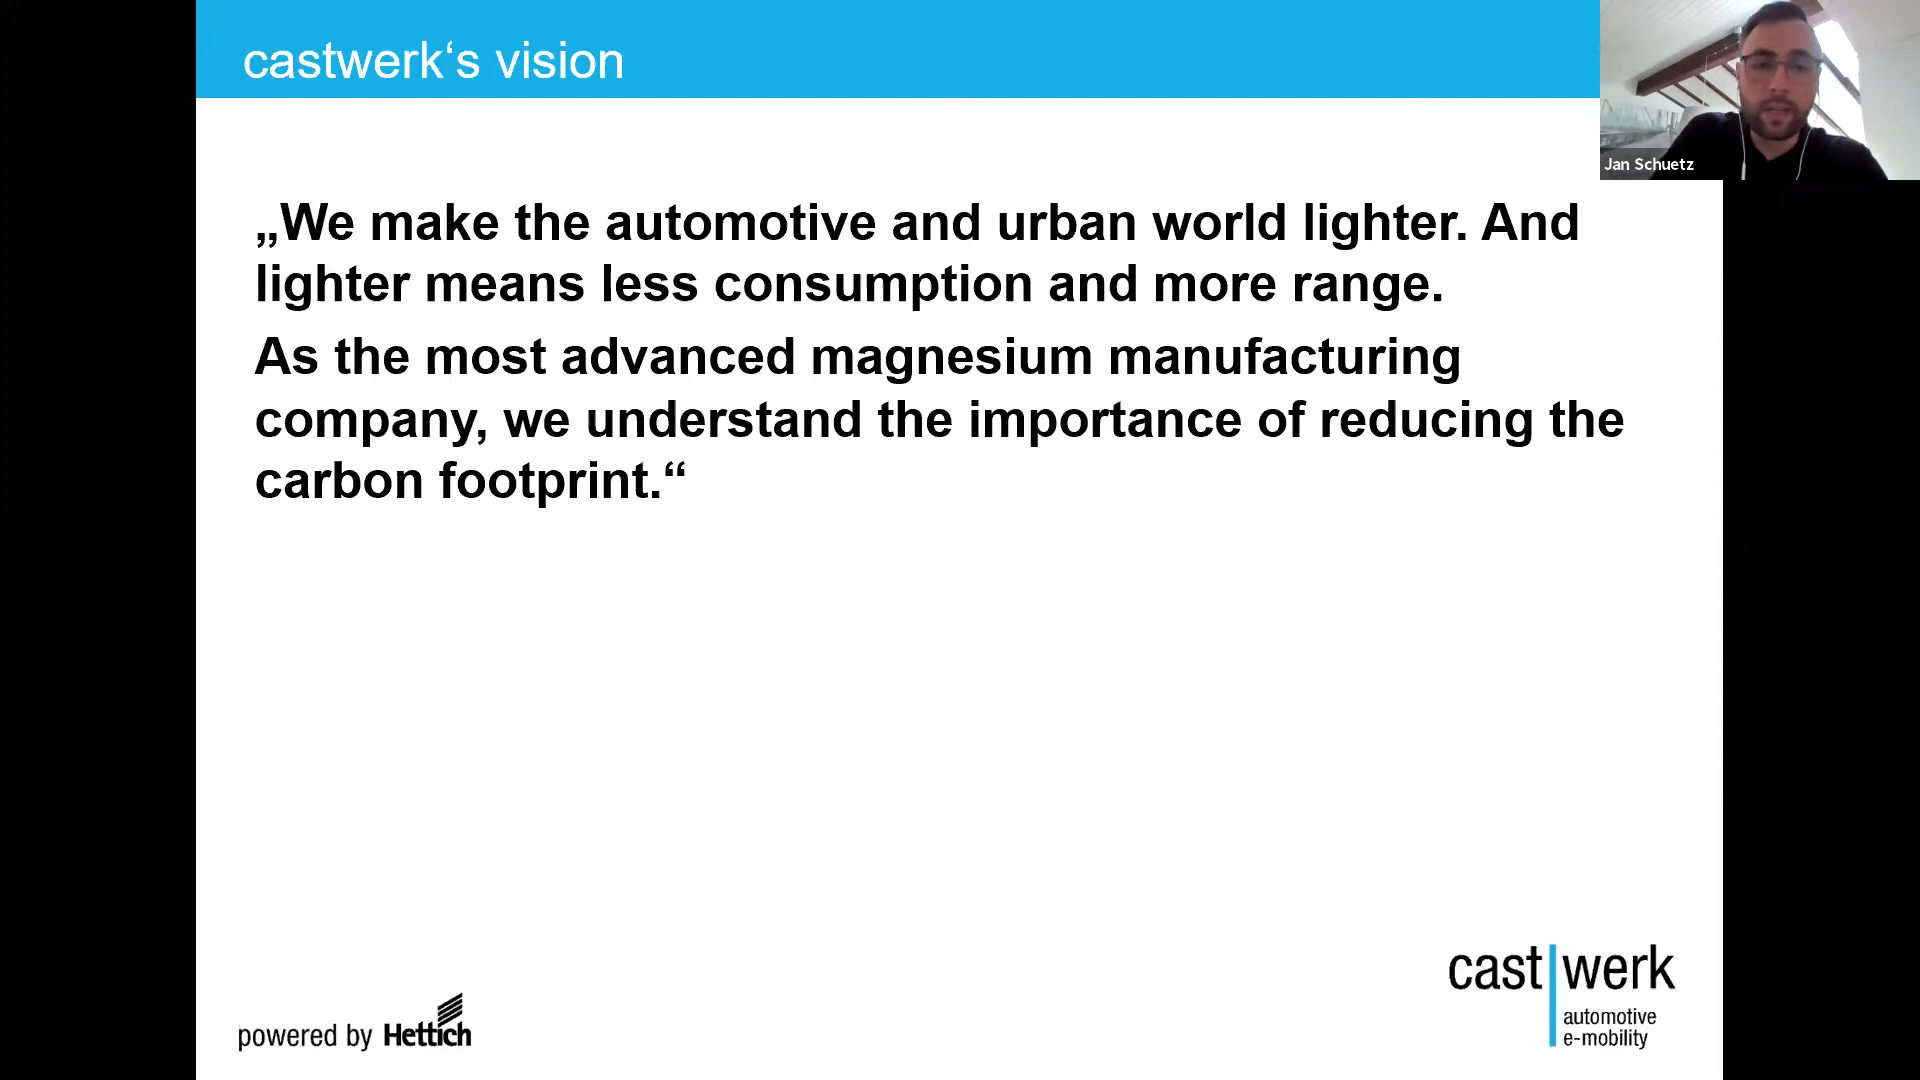 castwerk‘s vision
Jan Schuetz
„We make the automotive and urban world lighter. And
lighter means less consumption and more range.
As the most advanced magnesium manufacturing
company, we understand the importance of reducing the
carbon footprint.“
powered by Hettich
cast werk
automotive
e-mobility